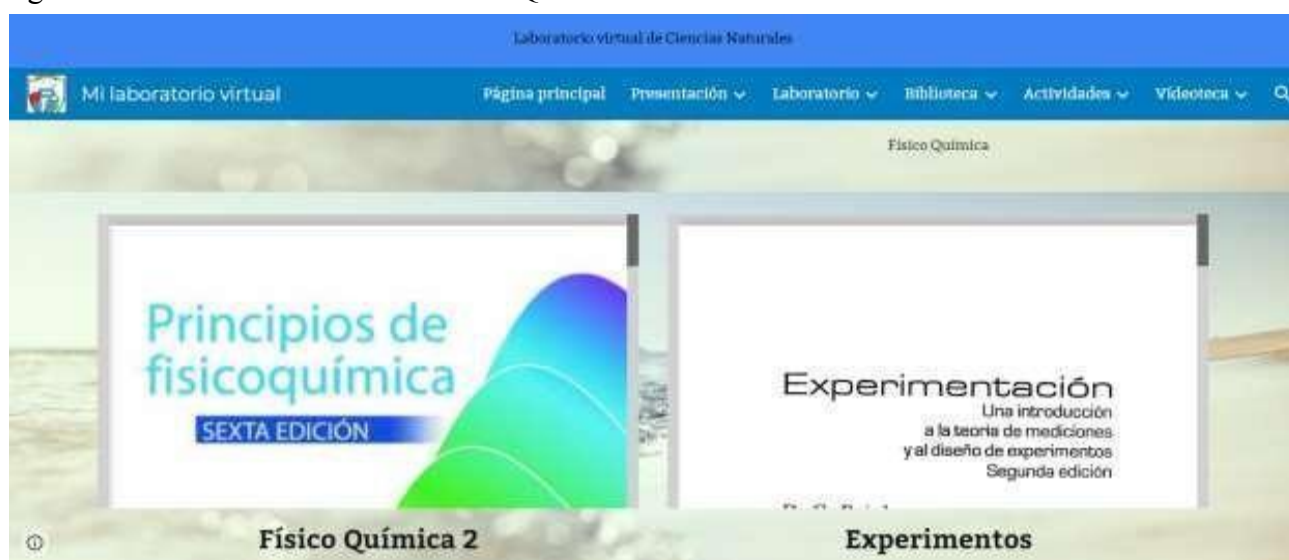 Laboratorio virtual de Ciencias Naturales
Mi laboratorio virtual
Página principal Presentación Laboratorio Biblioteca Actividades Videoteca
Físico Química
Principios de
fisicoquímica
SEXTA EDICIÓN
Experimentación
Una introducción
a la teoría de mediciones
y al diseño de experimentos
Segunda edición
Físico Química 2
Experimentos